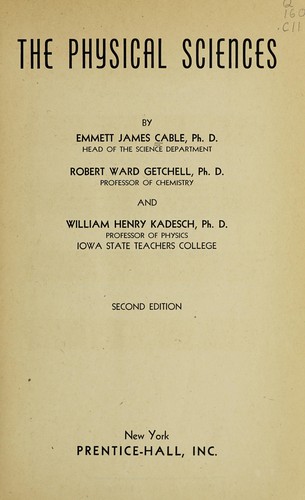 Q
160
.C11
THE PHYSICAL SCIENCES
BY
EMMETT JAMES CABLE, Ph. D.
HEAD OF THE SCIENCE DEPARTMENT
ROBERT WARD GETCHELL, Ph. D.
PROFESSOR OF CHEMISTRY
AND
WILLIAM HENRY KADESCH, Ph. D.
PROFESSOR OF PHYSICS
IOWA STATE TEACHERS COLLEGE
SECOND EDITION
New York
PRENTICE-HALL, INC.